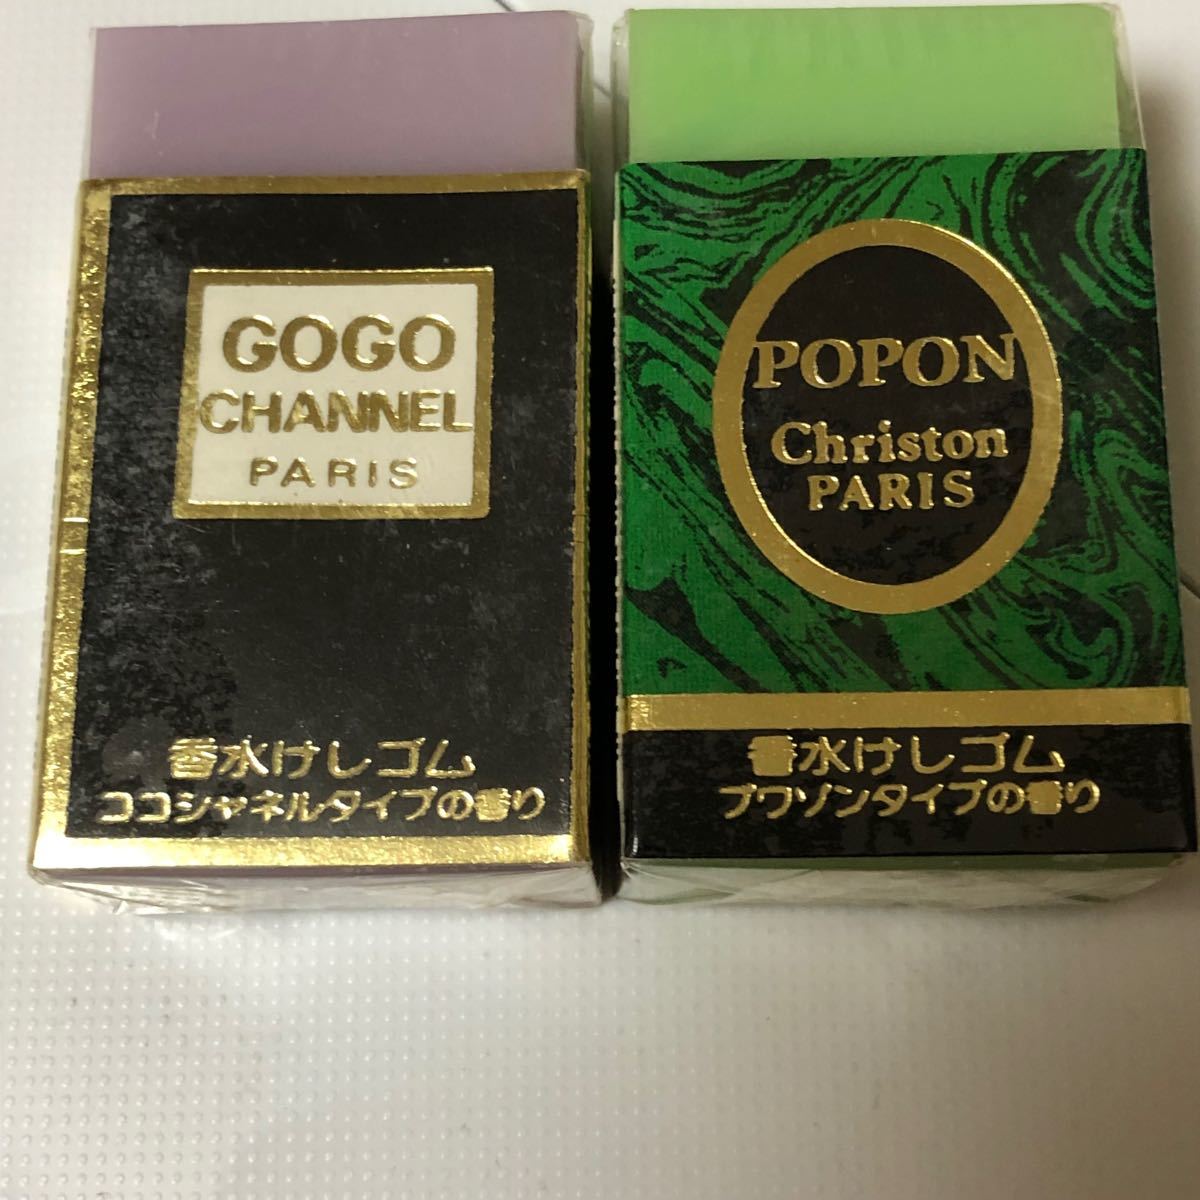 GOGO
CHANNEL
PARIS
香水けしゴム
ココシャネルタイプの香り
POPON
Christon
PARIS
香水けしゴム
プワゾンタイプの香り